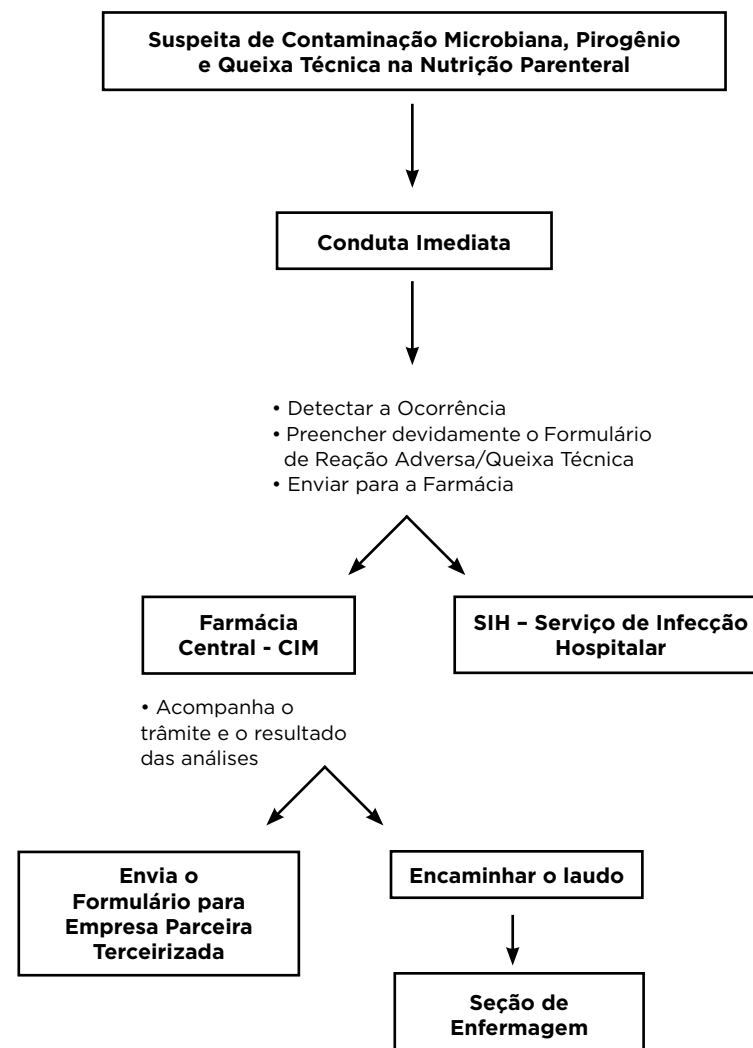 Suspeita de Contaminação Microbiana, Pirogênio
e Queixa Técnica na Nutrição Parenteral
Conduta Imediata
• Detectar a Ocorrência
• Preencher devidamente o Formulário
de Reação Adversa/Queixa Técnica
• Enviar para a Farmácia
Farmácia
Central - CIM
SIH – Serviço de Infecção
Hospitalar
• Acompanha o
trâmite e o resultado
das análises
Envia o
Formulário para
Empresa Parceira
Terceirizada
Encaminhar o laudo
Seção de
Enfermagem